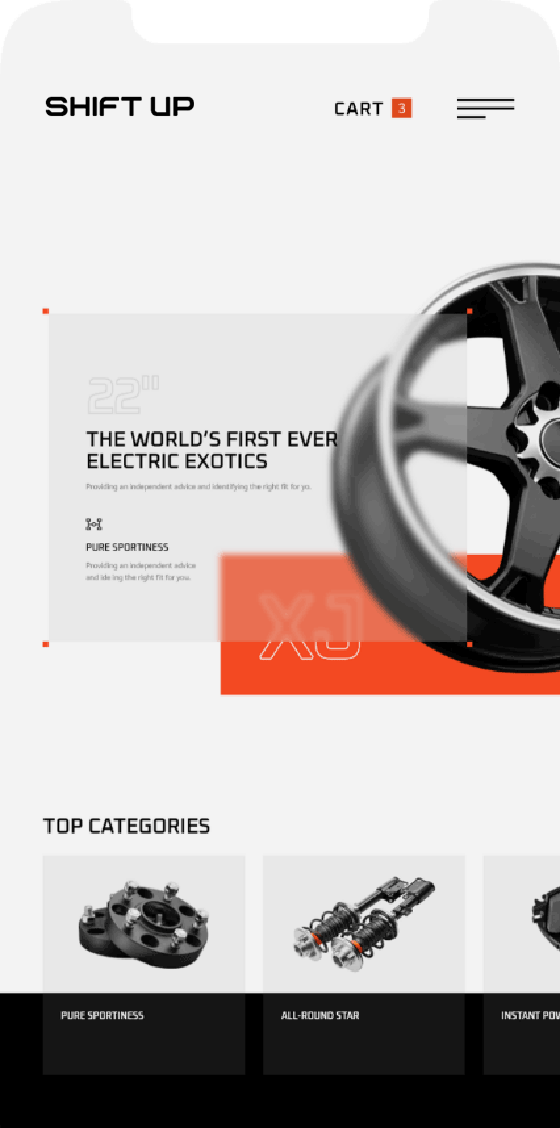 SHIFT UP
CART 3
22"
THE WORLD'S FIRST EVER
ELECTRIC EXOTICS
Providing an independent advice and identifying the right fit for yo.
PURE SPORTINESS
Providing an independent advice
and ide ing the right fit for you.
XJ
TOP CATEGORIES
PURE SPORTINESS
ALL-ROUND STAR
INSTANT POW